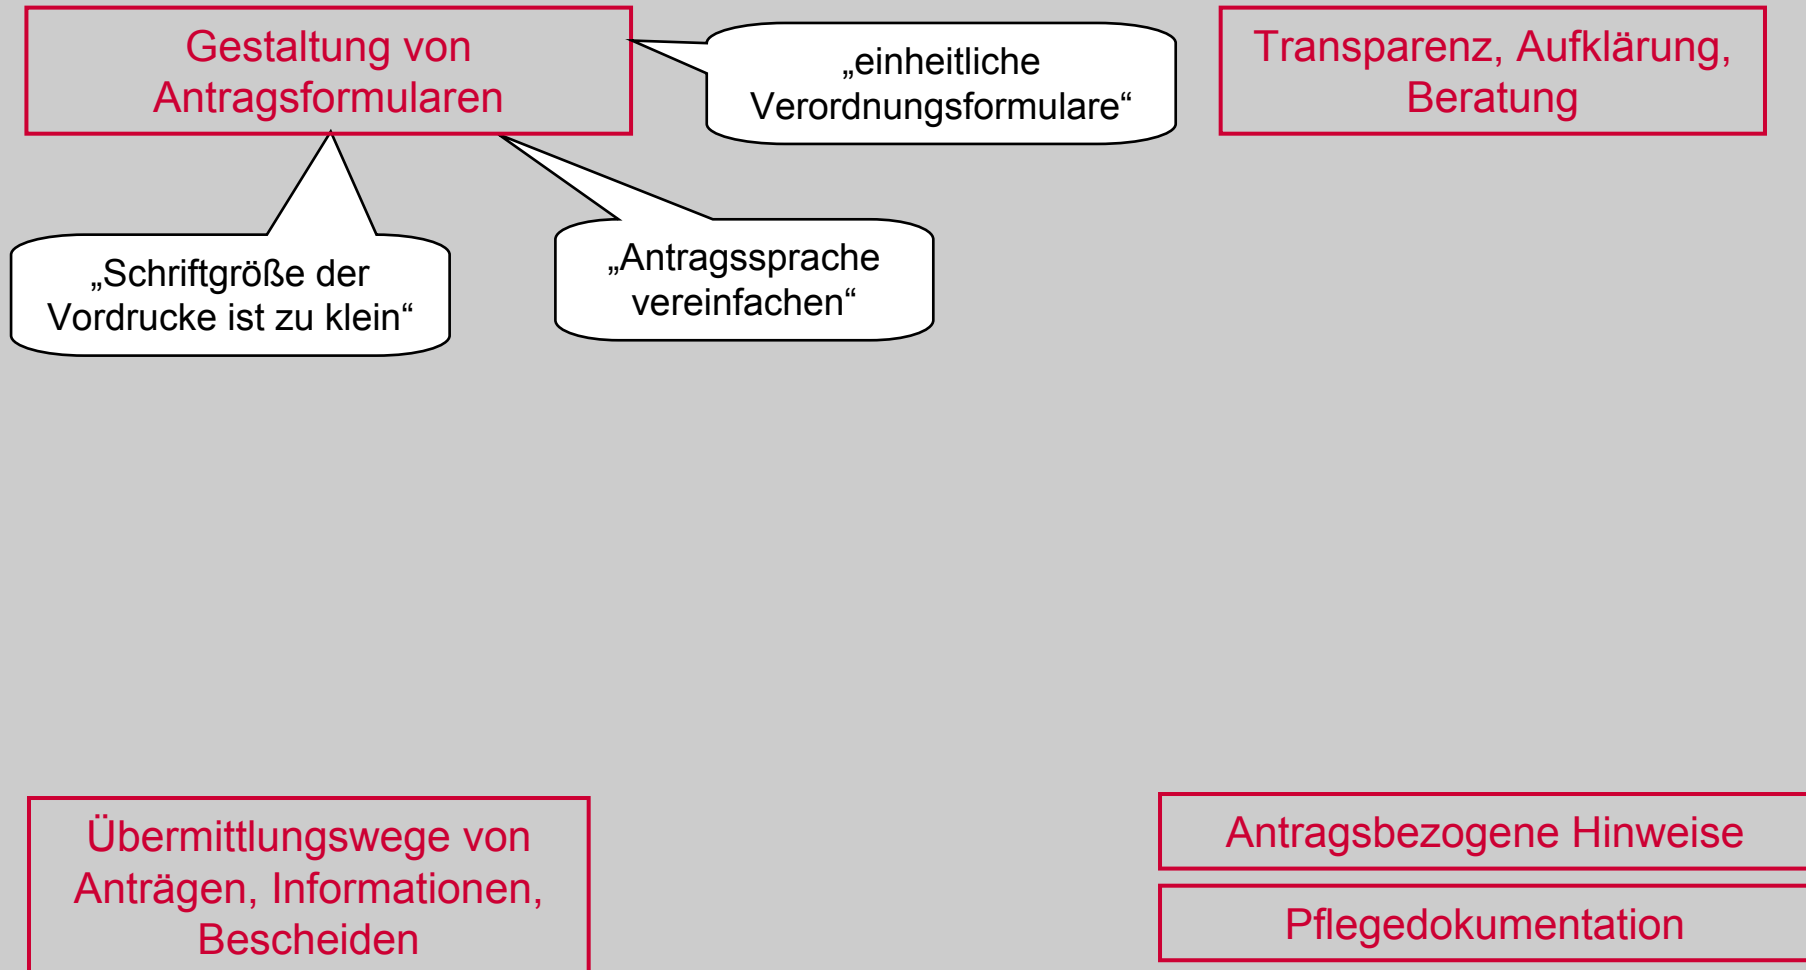 Gestaltung von
Antragsformularen
„einheitliche
Verordnungsformulare“
Transparenz, Aufklärung,
Beratung
„Schriftgröße der
Vordrucke ist zu klein“
„Antragssprache
vereinfachen“
Übermittlungswege von
Anträgen, Informationen,
Bescheiden
Antragsbezogene Hinweise
Pflegedokumentation